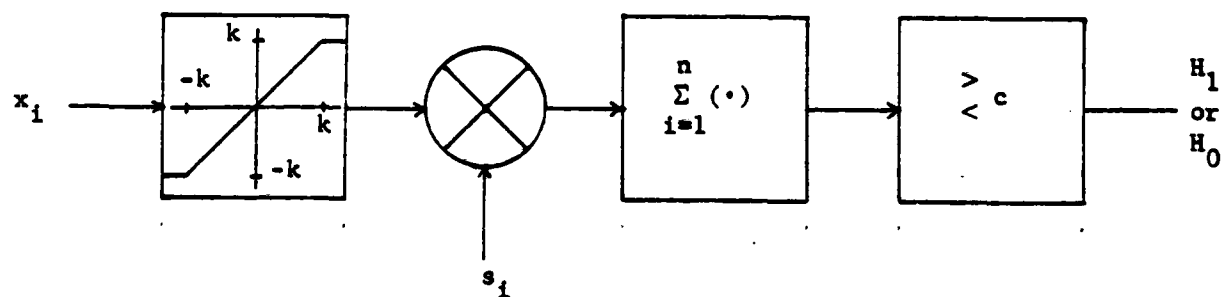 x_i
k
-k
k
-k
s_i
n
Σ (·)
i=1
>
< c
H_1
or
H_0